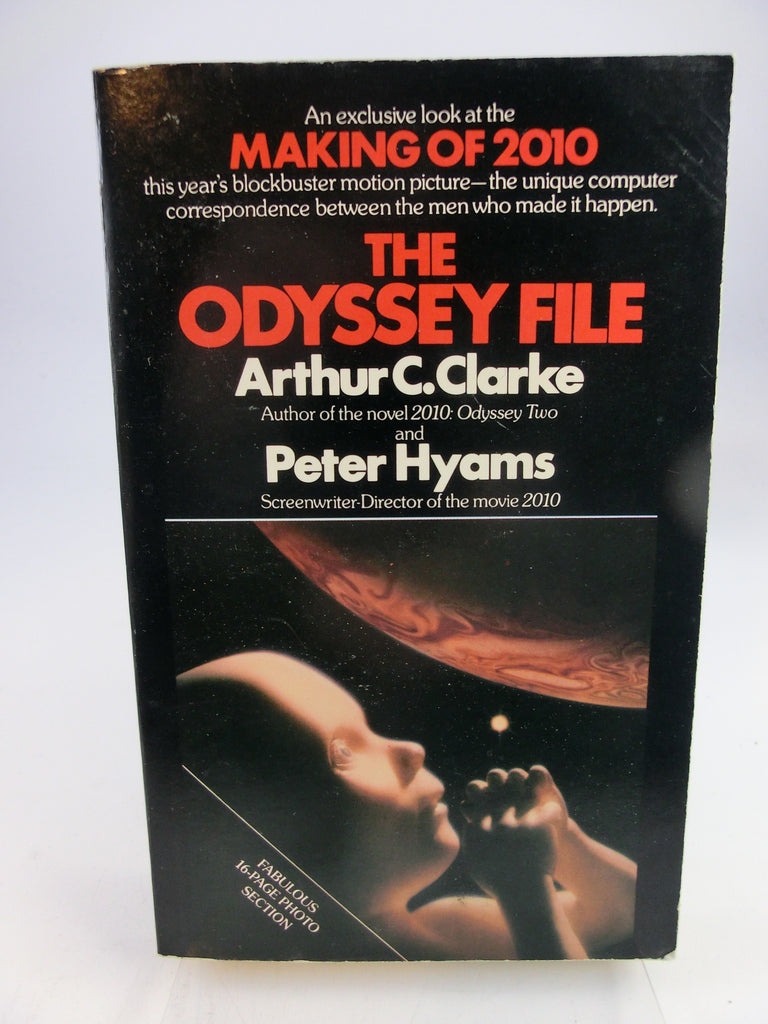 An exclusive look at the
MAKING OF 2010
this year's blockbuster motion picture—the unique computer
correspondence between the men who made it happen.
THE
ODYSSEY FILE
Arthur C. Clarke
Author of the novel 2010: Odyssey Two
and
Peter Hyams
Screenwriter-Director of the movie 2010
FABULOUS
16-PAGE PHOTO
SECTION